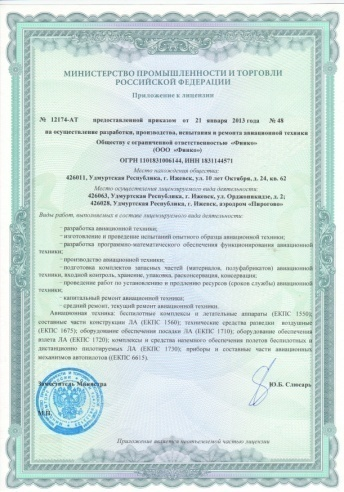 МИНИСТЕРСТВО ПРОМЫШЛЕННОСТИ И ТОРГОВЛИ
РОССИЙСКОЙ ФЕДЕРАЦИИ
Приложение к лицензии
№ 12174-АТ предоставленной приказом от 21 января 2013 года №48
на осуществление разработки, производства, испытания и ремонта авиационной техники
Обществу с ограниченной ответственностью «Финко»
(ООО «Финко»)
ОГРН 1101831006144, ИНН 1831144571
Место нахождения общества:
426011, Удмуртская Республика, г. Ижевск, ул. 10 лет Октября, д. 24, кв. 62
Место осуществления лицензируемого вида деятельности:
426063, Удмуртская Республика, г. Ижевск, ул. Орджоникидзе, д. 2;
426028, Удмуртская Республика, г. Ижевск, аэродром «Пирогово»
Виды работ, выполняемых в составе лицензируемого вида деятельности:
- разработка авиационной техники;
- изготовление и проведение испытаний опытного образца авиационной техники;
- разработка программно-математического обеспечения функционирования авиационной
техники;
- производство авиационной техники;
- подготовка комплектов запасных частей (материалов, полуфабрикатов) авиационной
техники, входной контроль, хранение, упаковка, расконсервация, консервация;
- проведение работ по установлению и продлению ресурсов (сроков службы) авиационной
техники;
- капитальный ремонт авиационной техники;
- средний ремонт, текущий ремонт авиационной техники.
Авиационная техника: беспилотные комплексы и летательные аппараты (ЕКПС 1550);
составные части конструкции ЛА (ЕКПС 1560); технические средства разведки воздушные
(ЕКПС 1675); оборудование обеспечения посадки ЛА (ЕКПС 1710); оборудование обеспечения
взлета ЛА (ЕКПС 1720); комплексы и средства наземного обеспечения полетов беспилотных и
дистанционно пилотируемых ЛА (ЕКПС 1730); приборы и составные части авиационных
механизмов автопилотов (ЕКПС 6615).
Заместитель Министра Ю.Б. Слюсарь
М.П.
Приложение является неотъемлемой частью лицензии